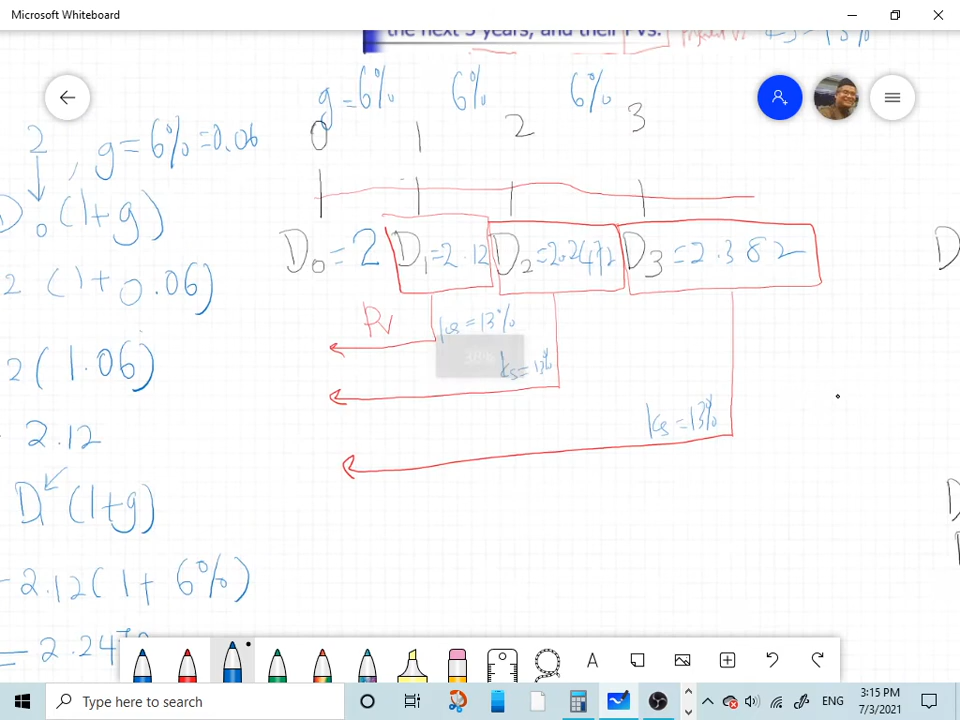 Microsoft Whiteboard
the next 3 years, and their PVs.
g = 6% 6% 6%
0 1 2 3
2 , g = 6% = 0.06
D0 (1+g)
2 (1+0.06)
2 (1.06)
2.12
D1 (1+g)
= 2.12 (1 + 6%)
D0 = 2 D1 = 2.12 D2 = 2.2472 D3 = 2.382
PV
ks = 13%
ks = 13%
ks = 13%
Type here to search
ENG
3:15 PM
7/3/2021